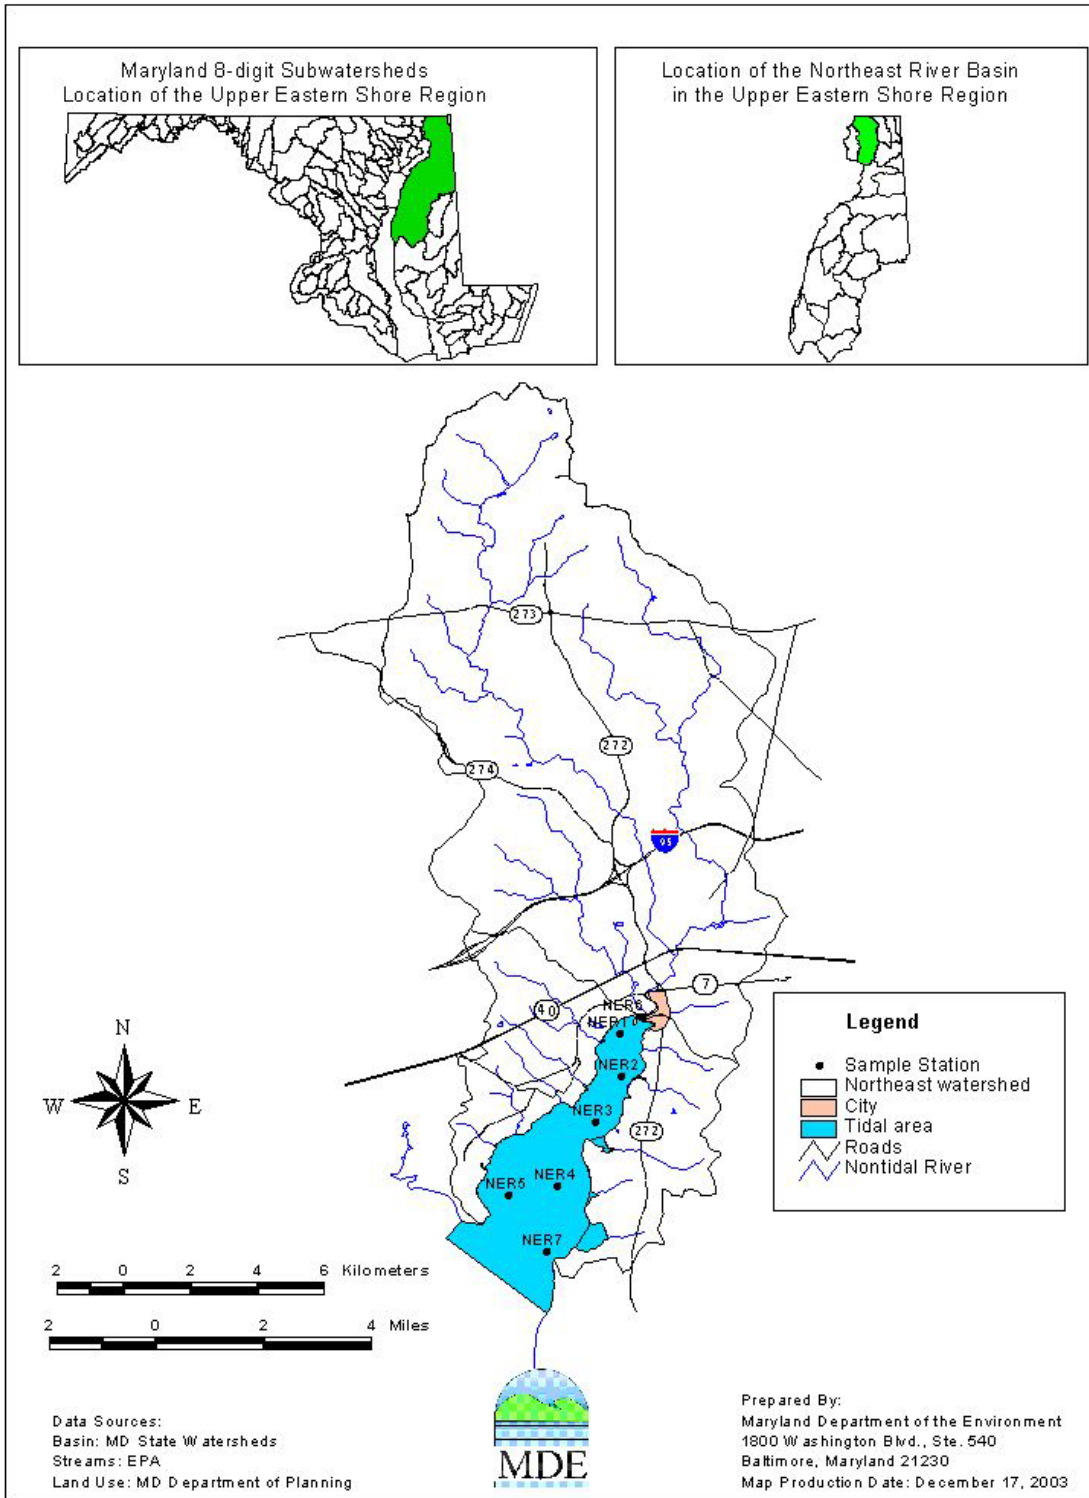 Maryland 8-digit Subwatersheds
Location of the Upper Eastern Shore Region
Location of the Northeast River Basin
in the Upper Eastern Shore Region
273
272
274
95
7
40
NER6
NER1
NER2
NER3
272
NER5
NER4
NER7
N
W
E
S
Legend
Sample Station
Northeast watershed
City
Tidal area
Roads
Nontidal River
2 0 2 4 6 Kilometers
2 0 2 4 Miles
MDE
Data Sources:
Basin: MD State Watersheds
Streams: EPA
Land Use: MD Department of Planning
Prepared By:
Maryland Department of the Environment
1800 Washington Blvd., Ste. 540
Baltimore, Maryland 21230
Map Production Date: December 17, 2003